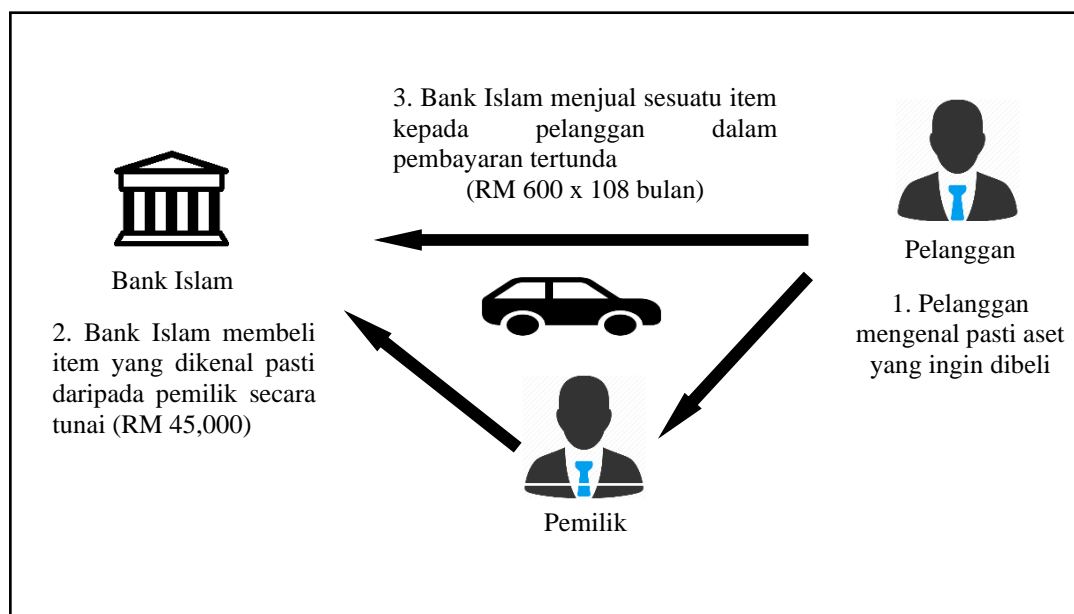 3. Bank Islam menjual sesuatu item
kepada pelanggan dalam
pembayaran tertunda
(RM 600 x 108 bulan)
Pelanggan
Bank Islam
1. Pelanggan
mengenal pasti aset
yang ingin dibeli
2. Bank Islam membeli
item yang dikenal pasti
daripada pemilik secara
tunai (RM 45,000)
Pemilik